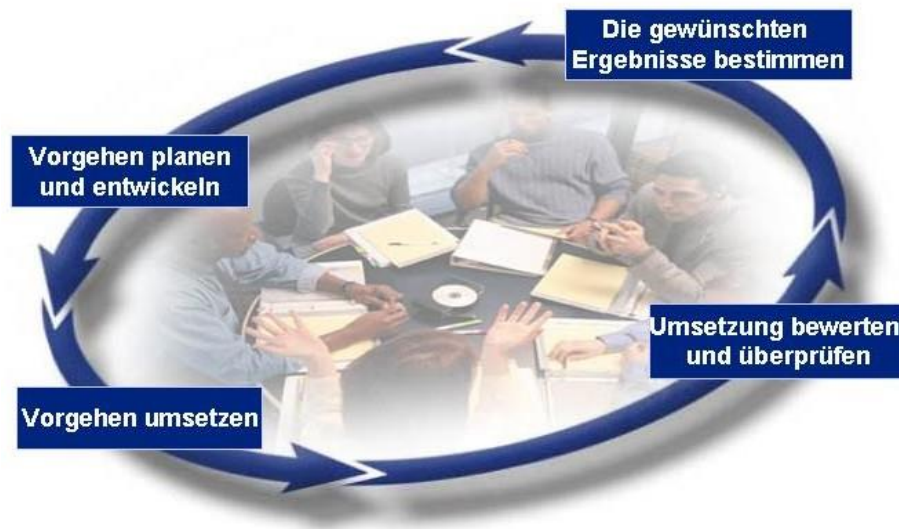 Die gewünschten
Ergebnisse bestimmen
Vorgehen planen
und entwickeln
Vorgehen umsetzen
Umsetzung bewerten
und überprüfen